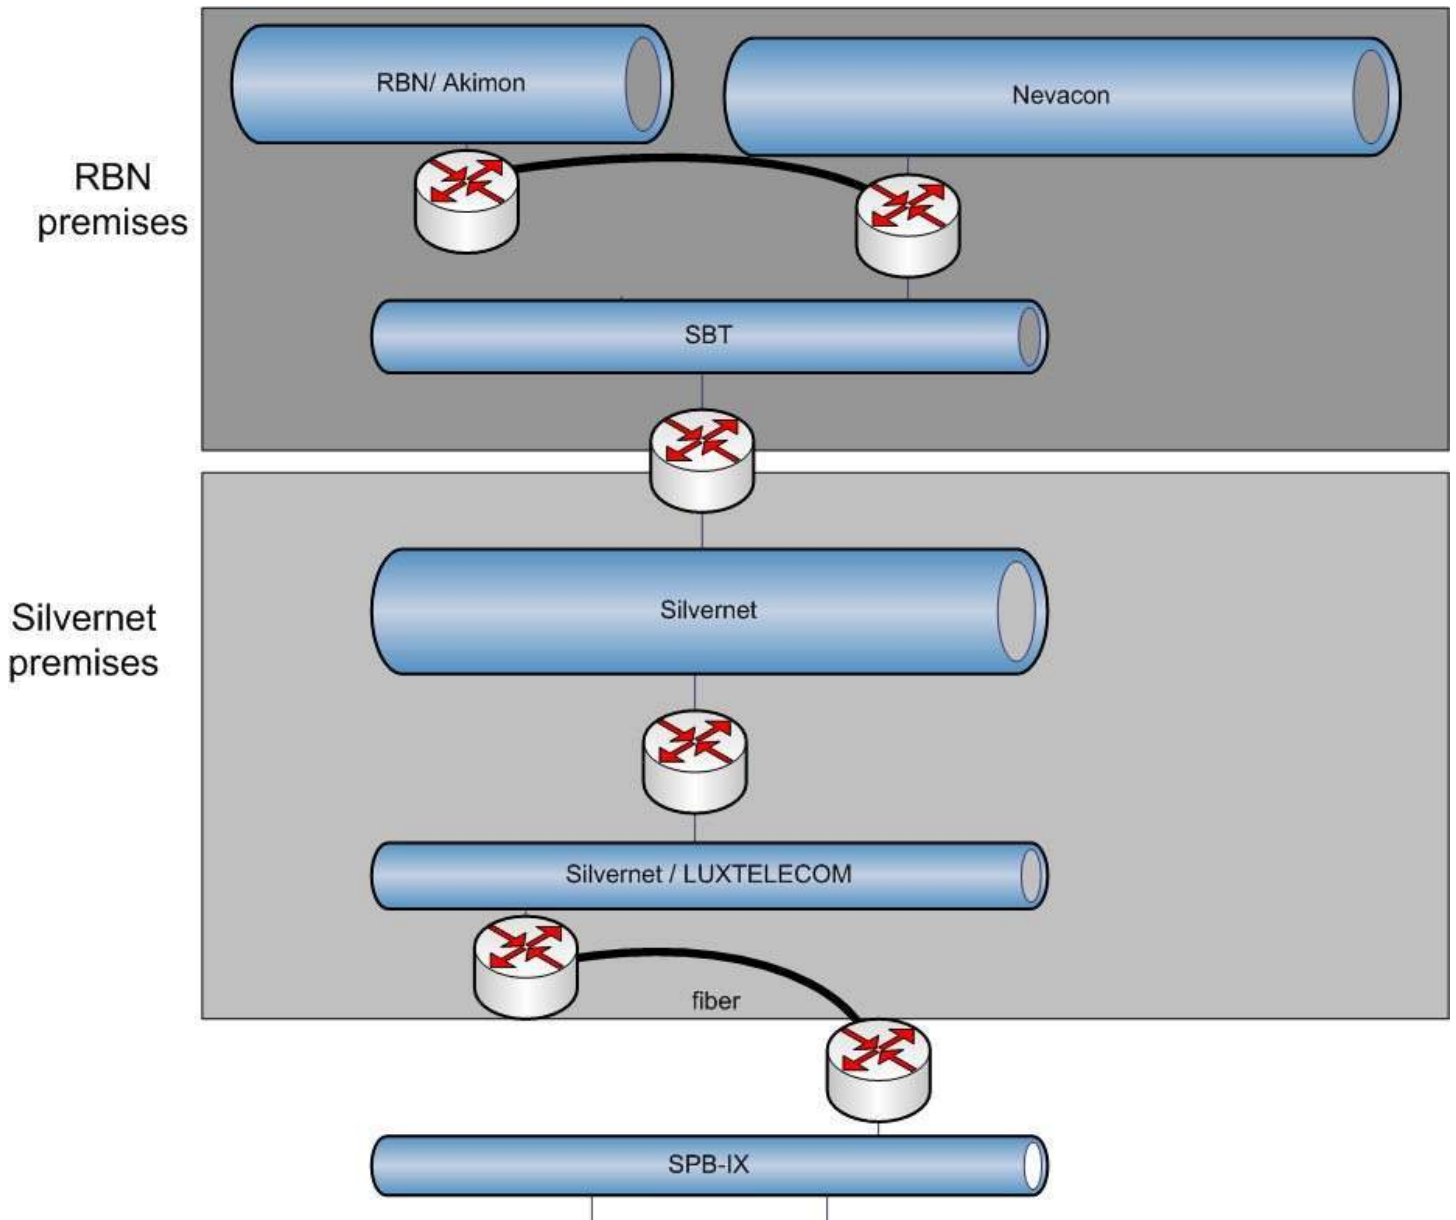 RBN/ Akimon
Nevacon
RBN
premises
SBT
Silvernet
Silvernet
premises
Silvernet / LUXTELECOM
fiber
SPB-IX